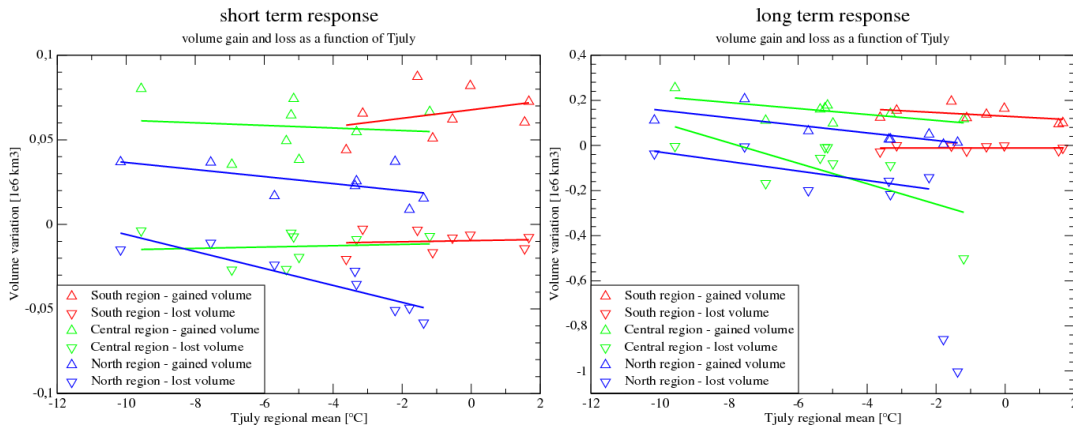 short term response
volume gain and loss as a function of Tjuly
0,1
0,05
0
-0,05
-0,1
Volume variation [1e6 km3]
South region - gained volume
South region - lost volume
Central region - gained volume
Central region - lost volume
North region - gained volume
North region - lost volume
-12 -10 -8 -6 -4 -2 0 2
Tjuly regional mean [°C]
long term response
volume gain and loss as a function of Tjuly
0,4
0,2
-0,0
-0,2
-0,4
-0,6
-0,8
-1
Volume variation [1e6 km3]
South region - gained volume
South region - lost volume
Central region - gained volume
Central region - lost volume
North region - gained volume
North region - lost volume
-12 -10 -8 -6 -4 -2 0 2
Tjuly regional mean [°C]